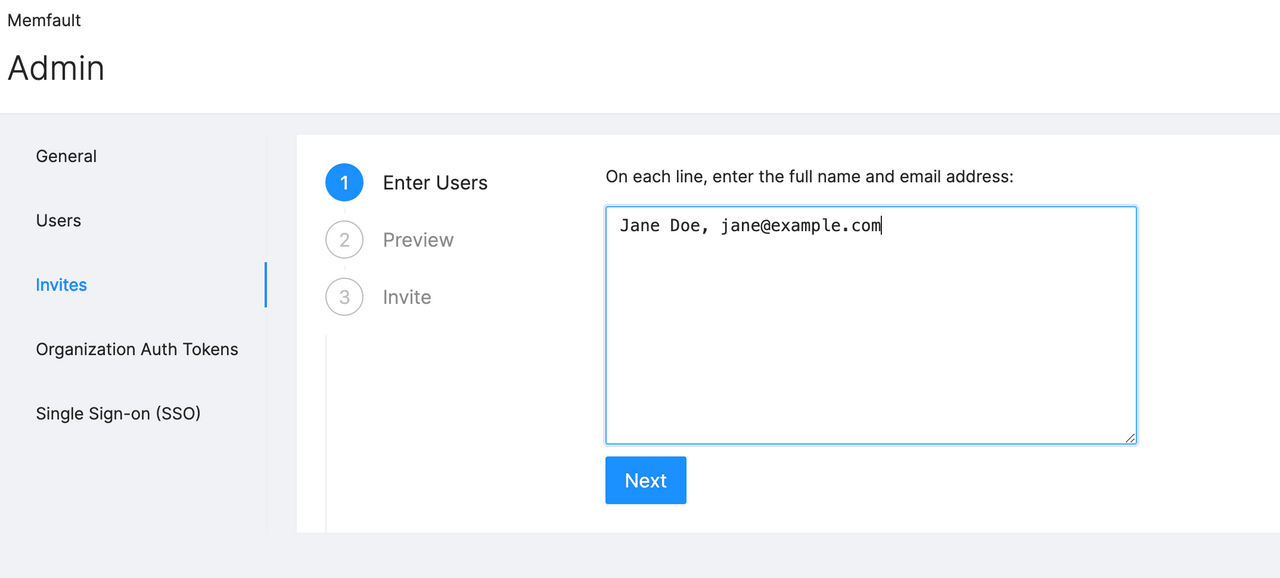 Memfault
Admin
General
Users
Invites
Organization Auth Tokens
Single Sign-on (SSO)
1 Enter Users
2 Preview
3 Invite
On each line, enter the full name and email address:
Jane Doe, jane@example.com
Next